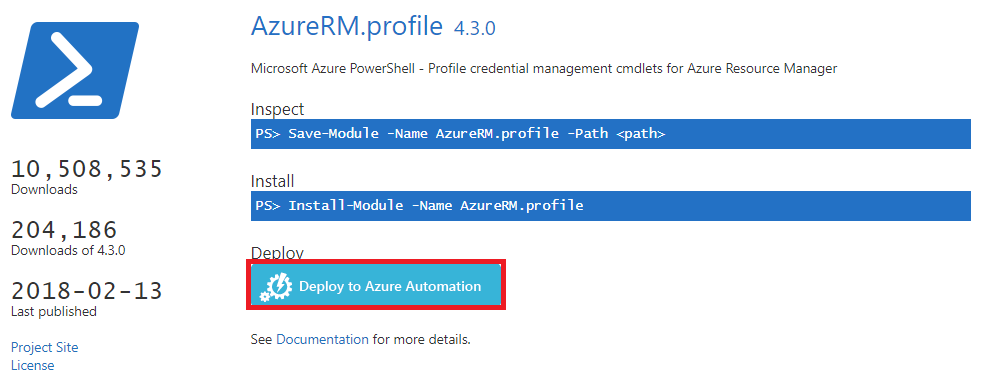 AzureRM.profile 4.3.0
Microsoft Azure PowerShell - Profile credential management cmdlets for Azure Resource Manager
Inspect
PS> Save-Module -Name AzureRM.profile -Path <path>
Install
PS> Install-Module -Name AzureRM.profile
Deploy
Deploy to Azure Automation
See Documentation for more details.
10,508,535
Downloads
204,186
Downloads of 4.3.0
2018-02-13
Last published
Project Site
License